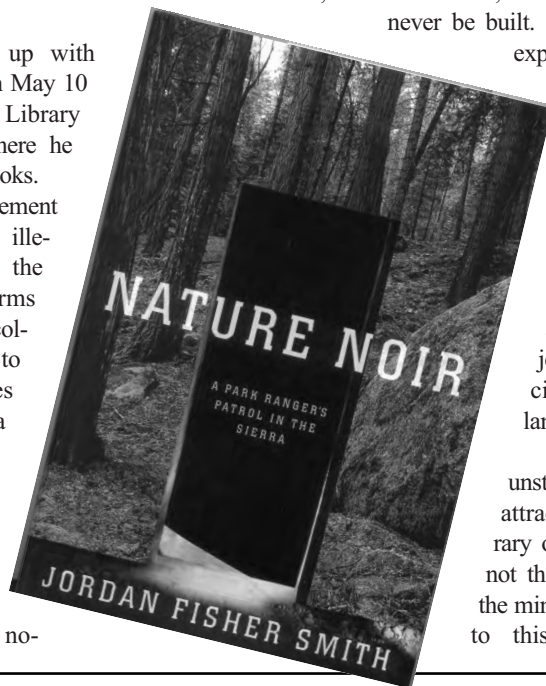 never be built.
exp
up with
May 10
Library
here he
oks.
ement
ille-
the
rms
ol-
to
es
a
no-
NATURE NOIR
A PARK RANGER'S
PATROL IN THE
SIERRA
JORDAN FISHER SMITH
jo
ci
lar
unst
attra
rary o
not th
the mir
to this